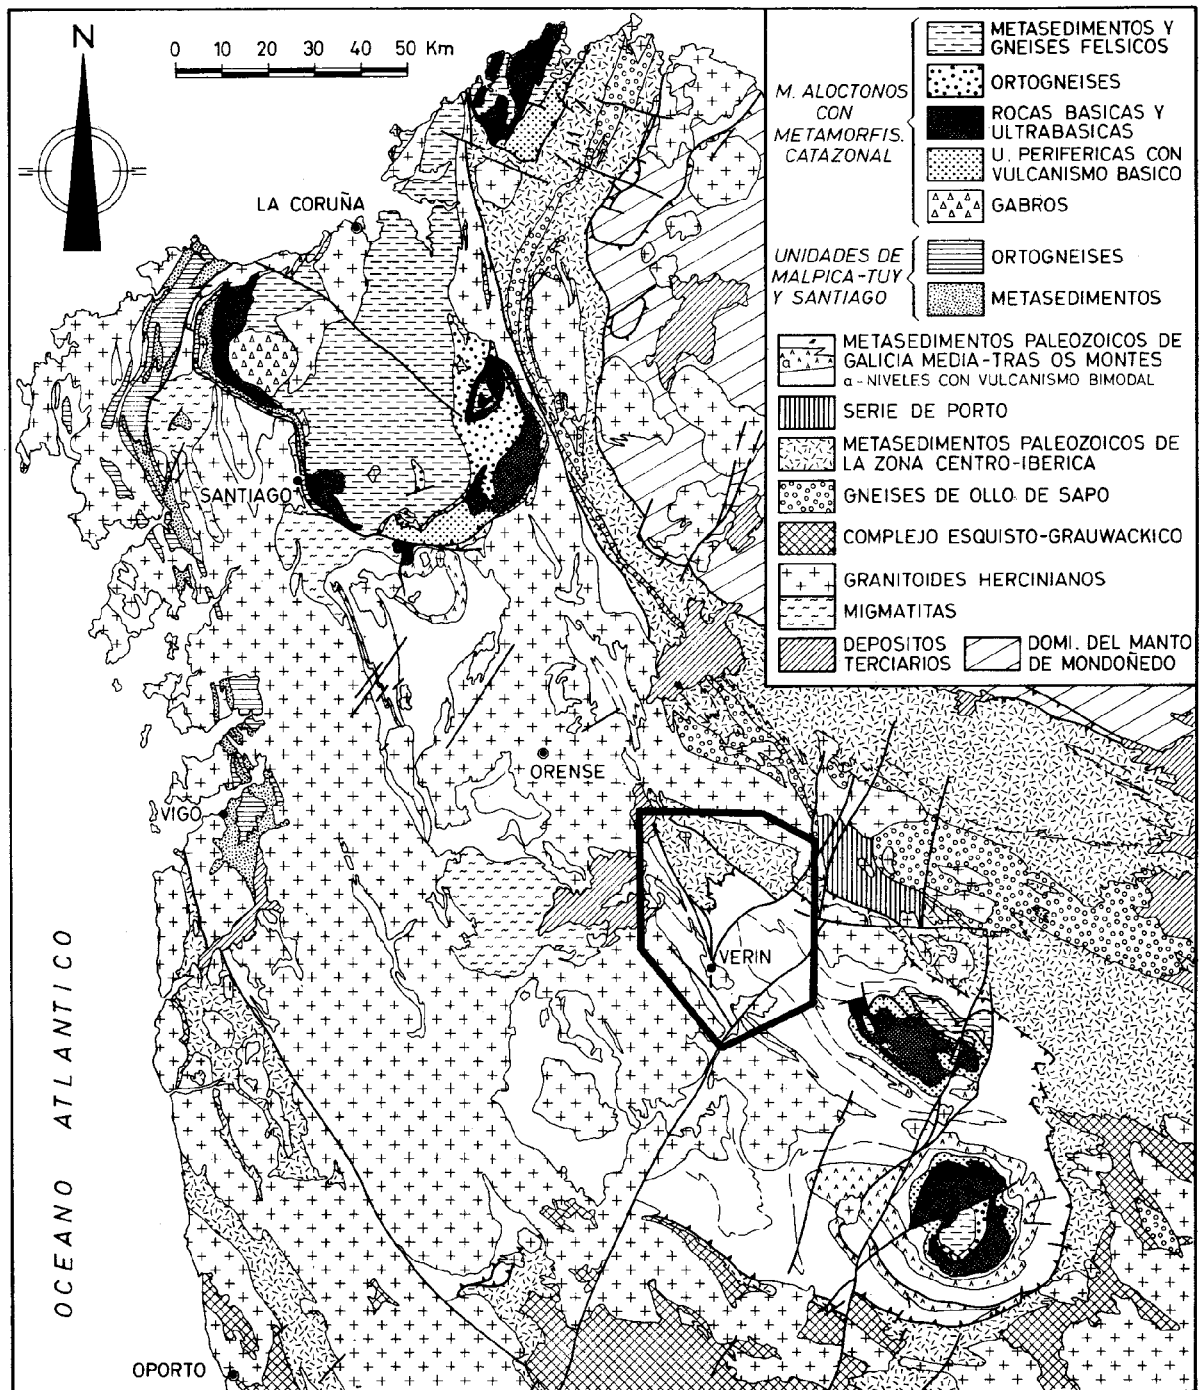 N
0 10 20 30 40 50 Km
LA CORUÑA
SANTIAGO
ORENSE
VIGO
VERIN
OPORTO
OCEANO ATLANTICO
M. ALOCTONOS
CON
METAMORFIS.
CATAZONAL
METASEDIMENTOS Y
GNEISES FELSICOS
ORTOGNEISES
ROCAS BASICAS Y
ULTRABASICAS
U. PERIFERICAS CON
VULCANISMO BASICO
GABROS
UNIDADES DE
MALPICA-TUY
Y SANTIAGO
ORTOGNEISES
METASEDIMENTOS
METASEDIMENTOS PALEOZOICOS DE
GALICIA MEDIA-TRAS OS MONTES
α-NIVELES CON VULCANISMO BIMODAL
SERIE DE PORTO
METASEDIMENTOS PALEOZOICOS DE
LA ZONA CENTRO-IBERICA
GNEISES DE OLLO DE SAPO
COMPLEJO ESQUISTO-GRAUWACKICO
GRANITOIDES HERCINIANOS
MIGMATITAS
DEPOSITOS
TERCIARIOS
DOMI. DEL MANTO
DE MONDOÑEDO